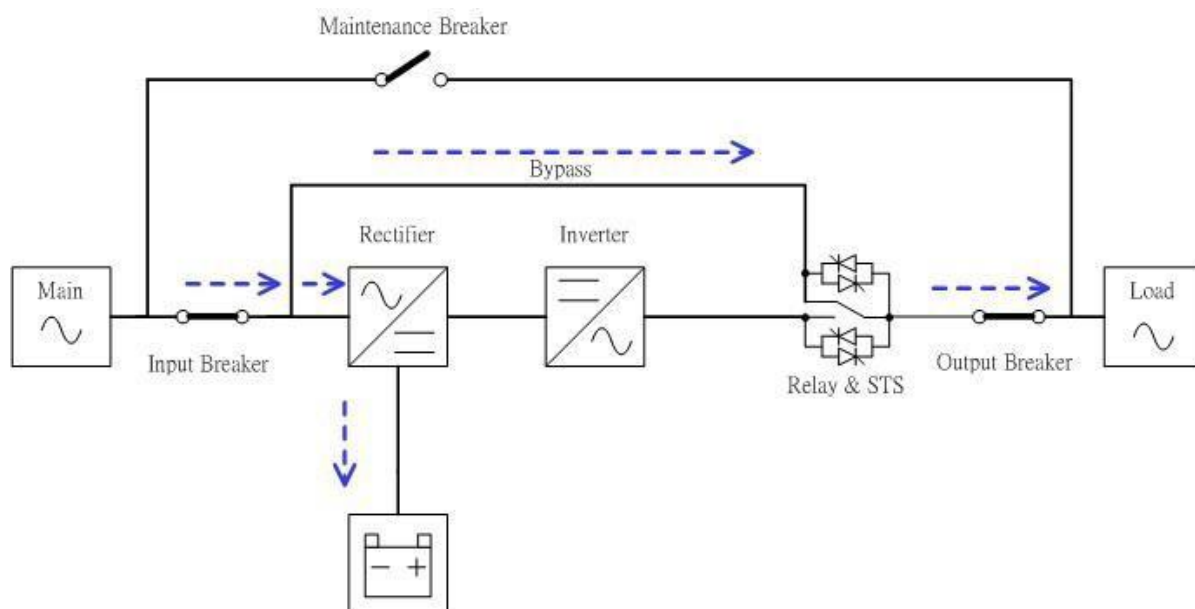 Maintenance Breaker
Bypass
Rectifier
Inverter
Main
Load
Input Breaker
Output Breaker
Relay & STS